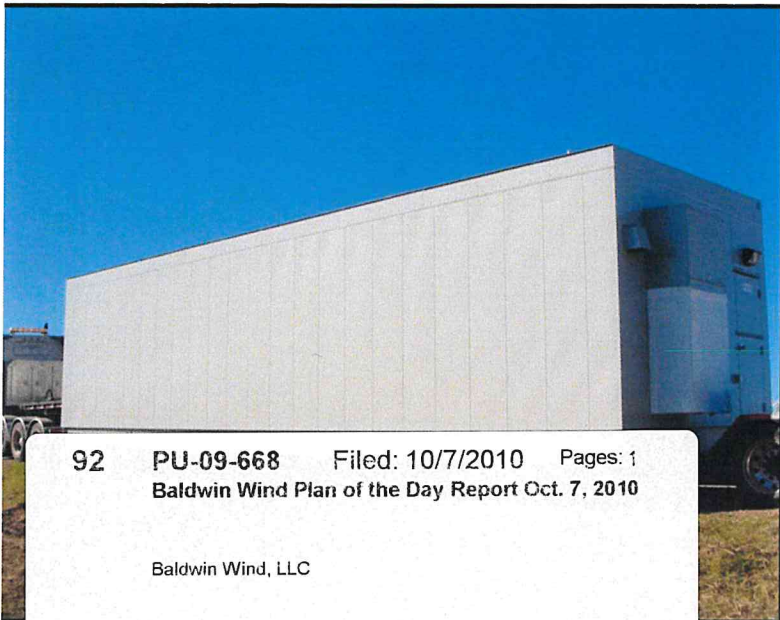 92 PU-09-668 Filed: 10/7/2010 Pages: 1
Baldwin Wind Plan of the Day Report Oct. 7, 2010
Baldwin Wind, LLC